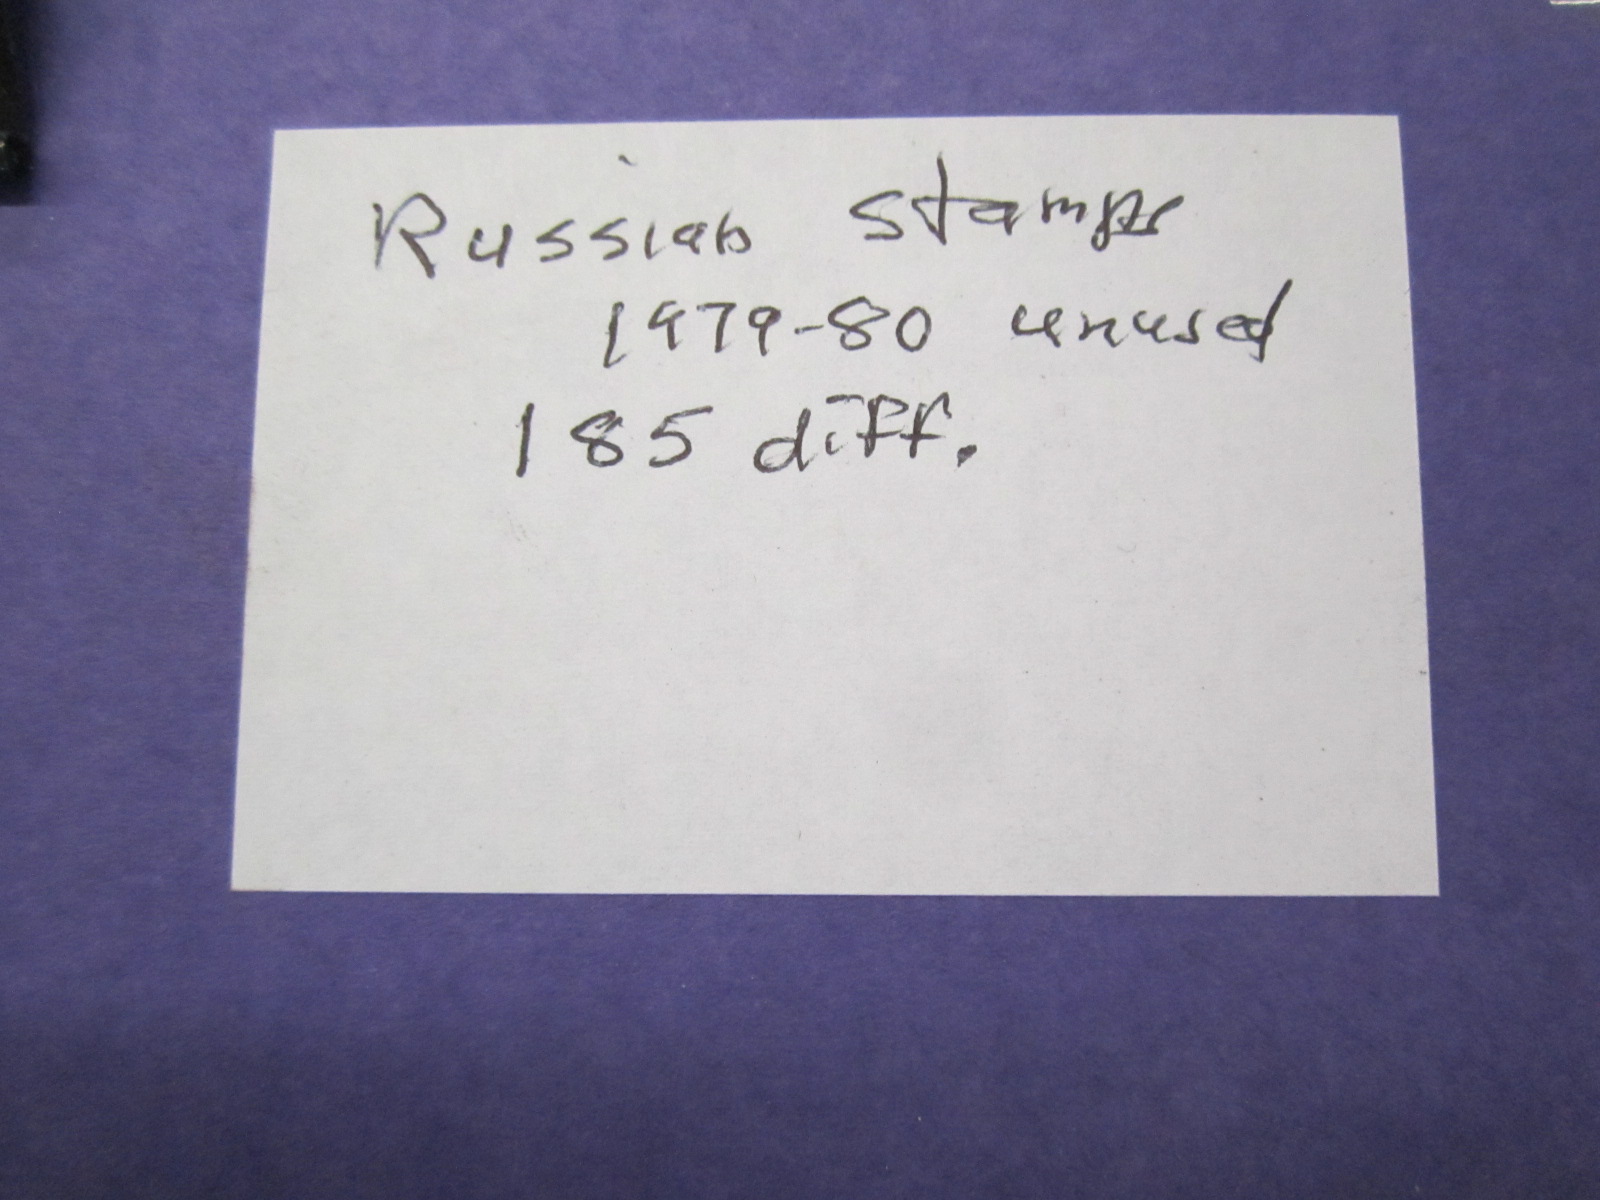 Russian stamps
1979-80 unused
185 diff.